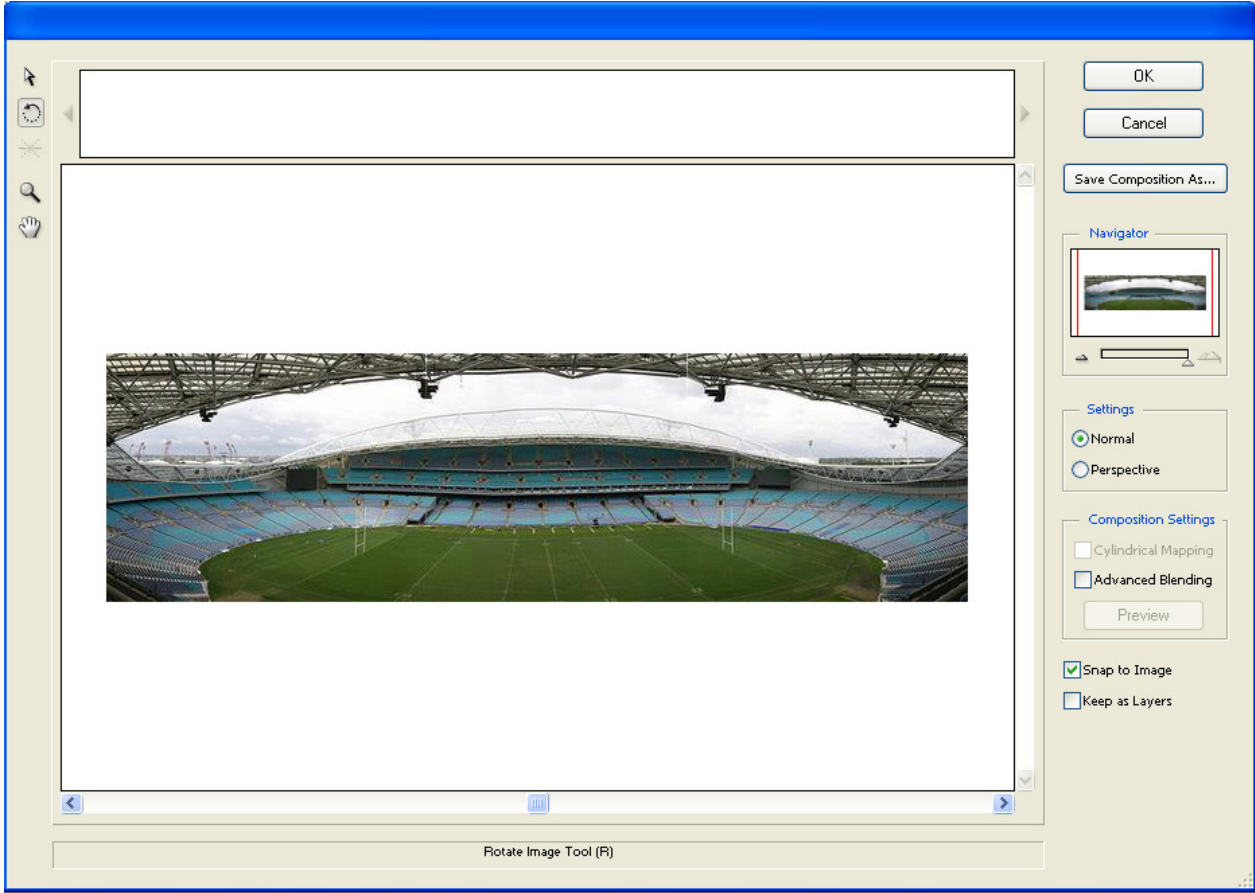 OK
Cancel
Save Composition As...
Navigator
Settings
Normal
Perspective
Composition Settings
Cylindrical Mapping
Advanced Blending
Preview
Snap to Image
Keep as Layers
Rotate Image Tool (R)